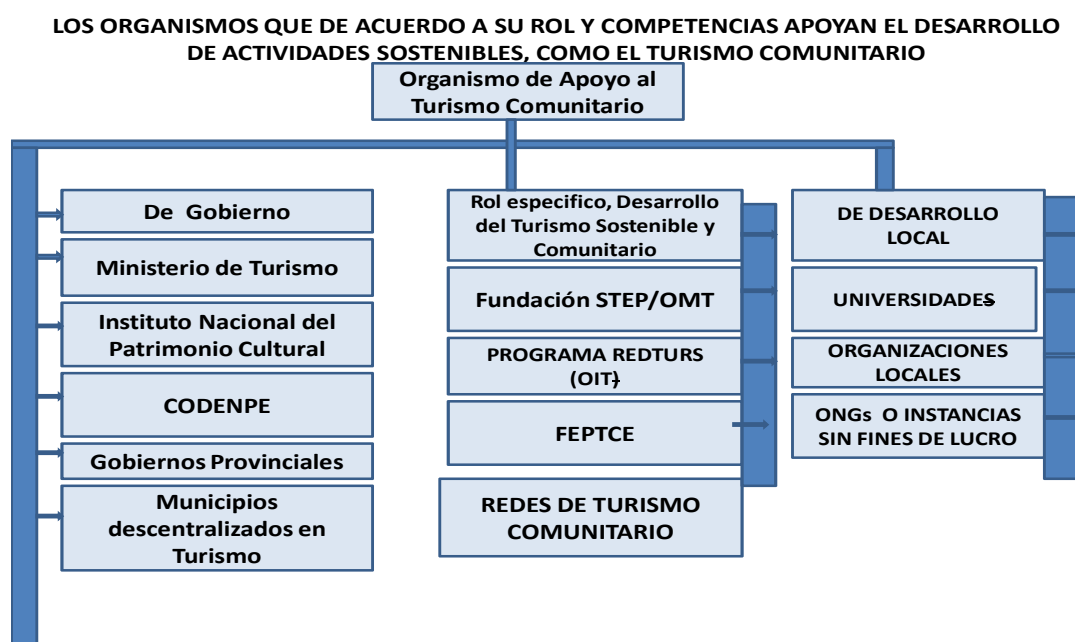 LOS ORGANISMOS QUE DE ACUERDO A SU ROL Y COMPETENCIAS APOYAN EL DESARROLLO
DE ACTIVIDADES SOSTENIBLES, COMO EL TURISMO COMUNITARIO
Organismo de Apoyo al
Turismo Comunitario
De Gobierno
Ministerio de Turismo
Instituto Nacional del
Patrimonio Cultural
CODENPE
Gobiernos Provinciales
Municipios
descentralizados en
Turismo
Rol especifico, Desarrollo
del Turismo Sostenible y
Comunitario
Fundación STEP/OMT
PROGRAMA REDTURS
(OIT)
FEPTCE
REDES DE TURISMO
COMUNITARIO
DE DESARROLLO
LOCAL
UNIVERSIDADES
ORGANIZACIONES
LOCALES
ONGs O INSTANCIAS
SIN FINES DE LUCRO